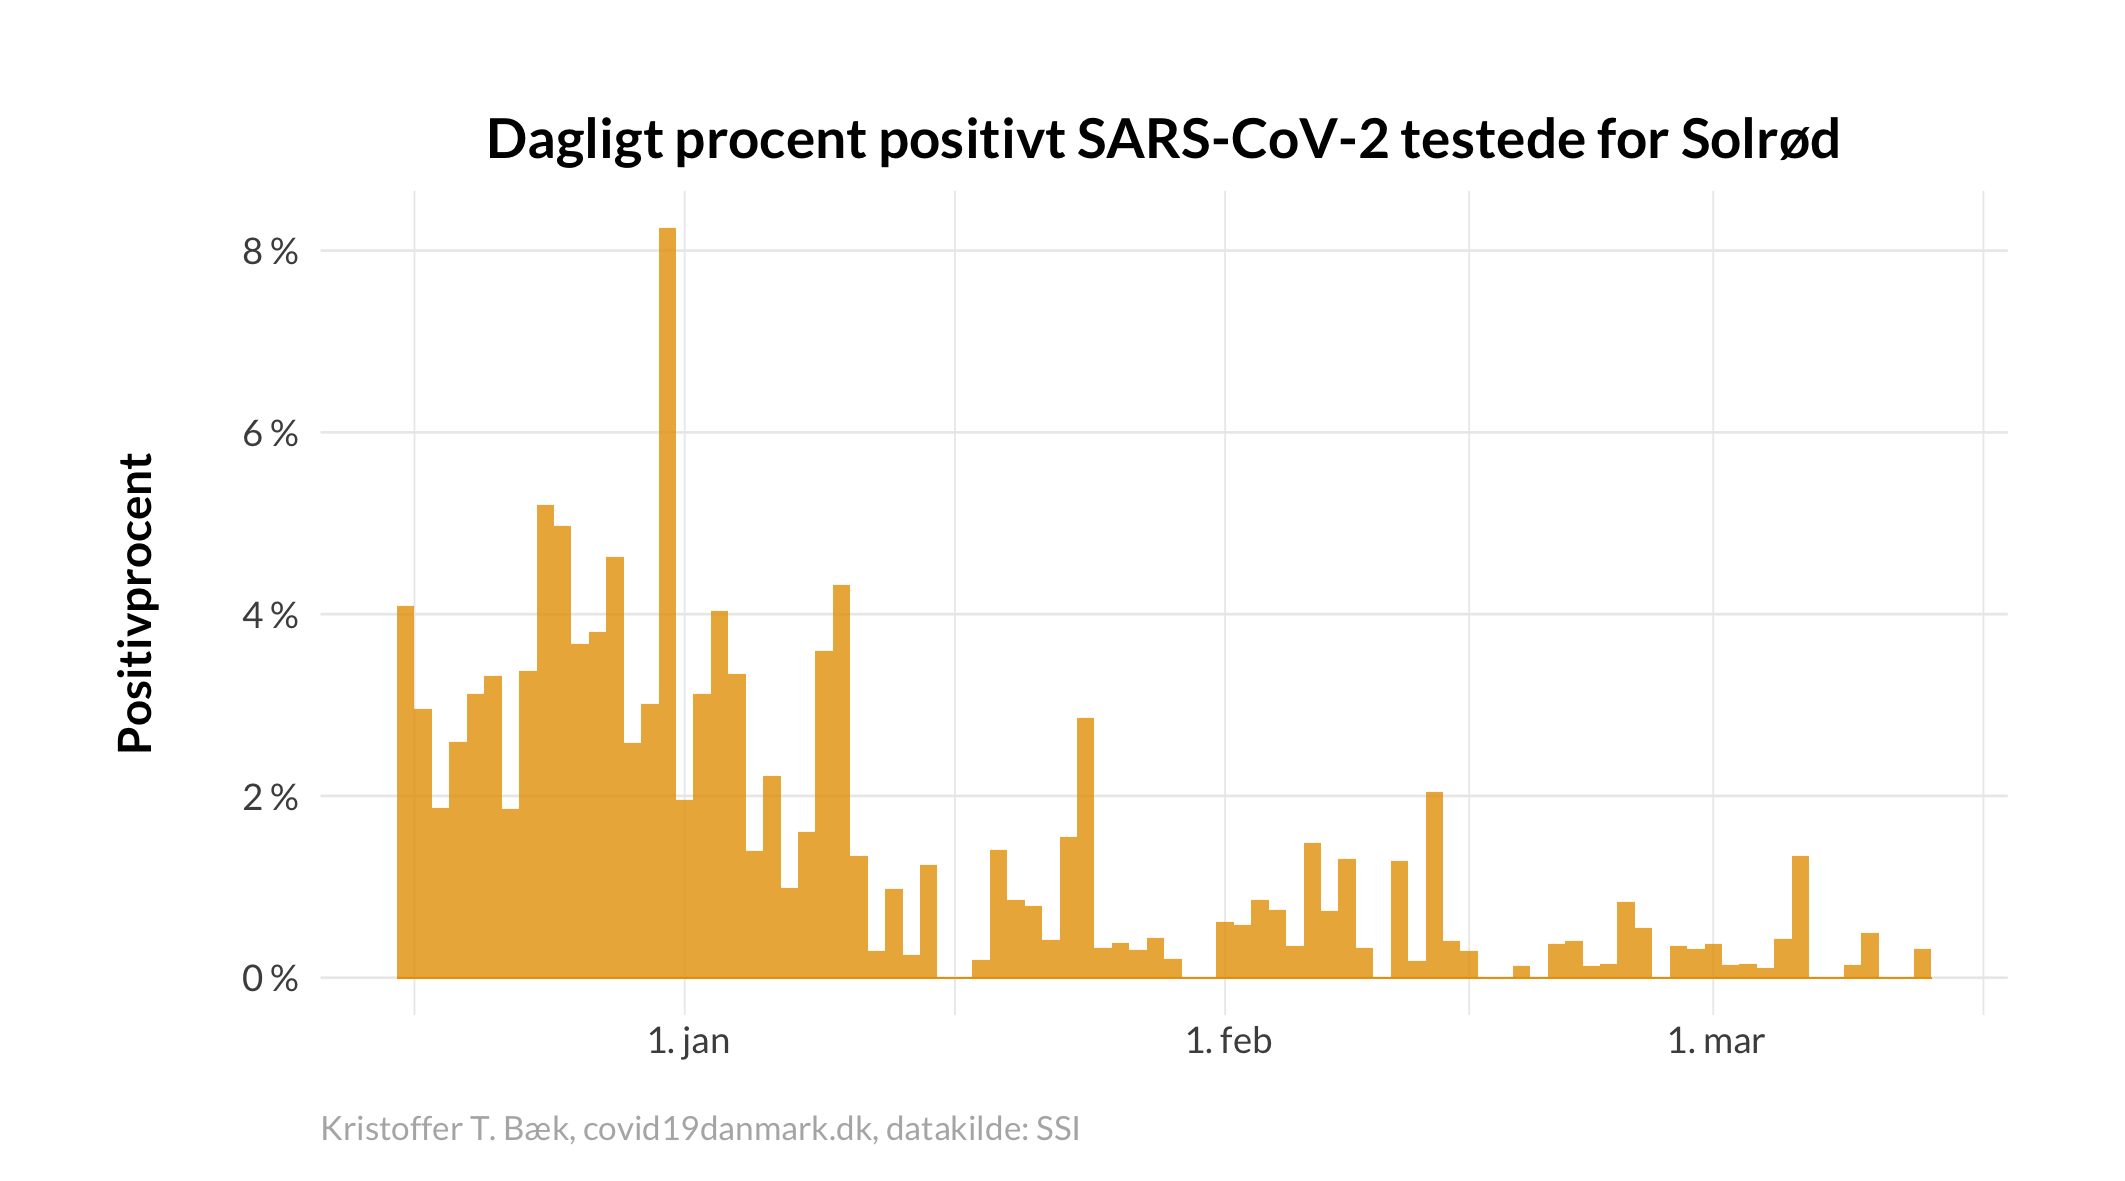 Dagligt procent positivt SARS-CoV-2 testede for Solrød
Positivprocent
8 %
6 %
4 %
2 %
0 %
1. jan
1. feb
1. mar
Kristoffer T. Bæk, covid19danmark.dk, datakilde: SSI